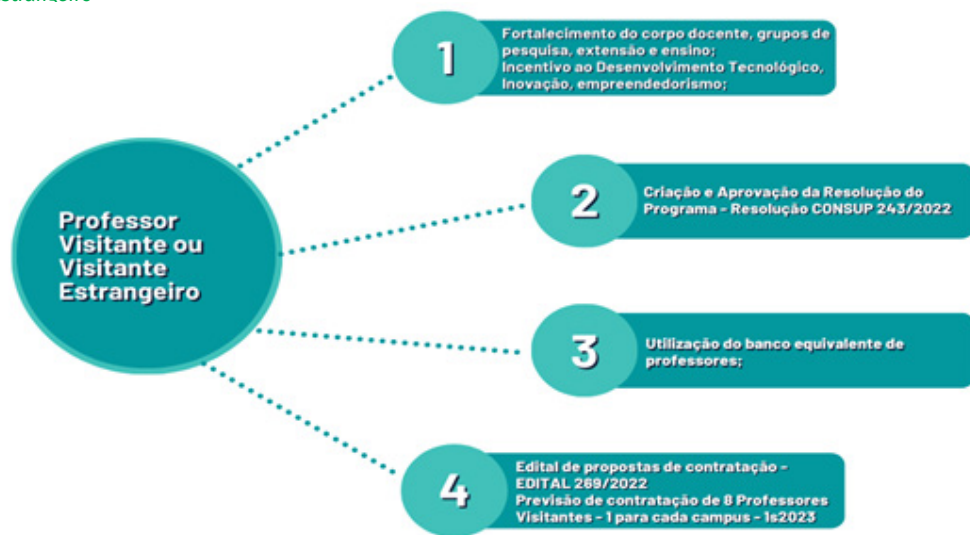 Professor
Visitante ou
Visitante
Estrangeiro
1
Fortalecimento do corpo docente, grupos de
pesquisa, extensão e ensino;
Incentivo ao Desenvolvimento Tecnológico,
Inovação, empreendedorismo;
2
Criação e Aprovação da Resolução do
Programa - Resolução CONSUP 243/2022
3
Utilização do banco equivalente de
professores;
4
Edital de propostas de contratação -
EDITAL 269/2022
Previsão de contratação de 8 Professores
Visitantes - 1 para cada campus - 1s2023